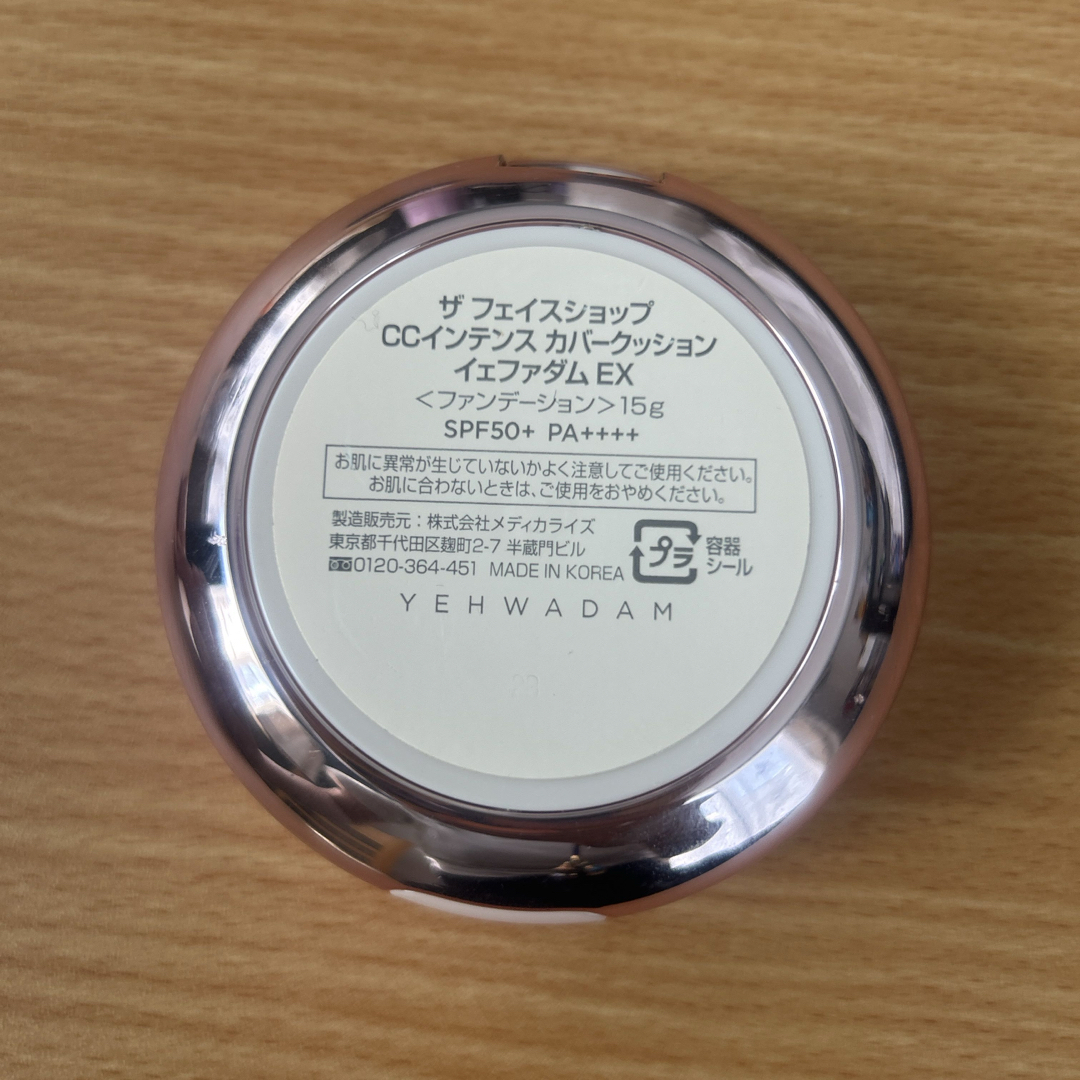 ザ フェイスショップ
CCインテンス カバークッション
イェファダム EX
＜ファンデーション＞15g
SPF50+ PA++++
お肌に異常が生じていないかよく注意してご使用ください。
お肌に合わないときは、ご使用をおやめください。
製造販売元：株式会社メディカライズ
東京都千代田区麹町2-7 半蔵門ビル
0120-364-451 MADE IN KOREA
プラ
容器
シール
YEHWADAM